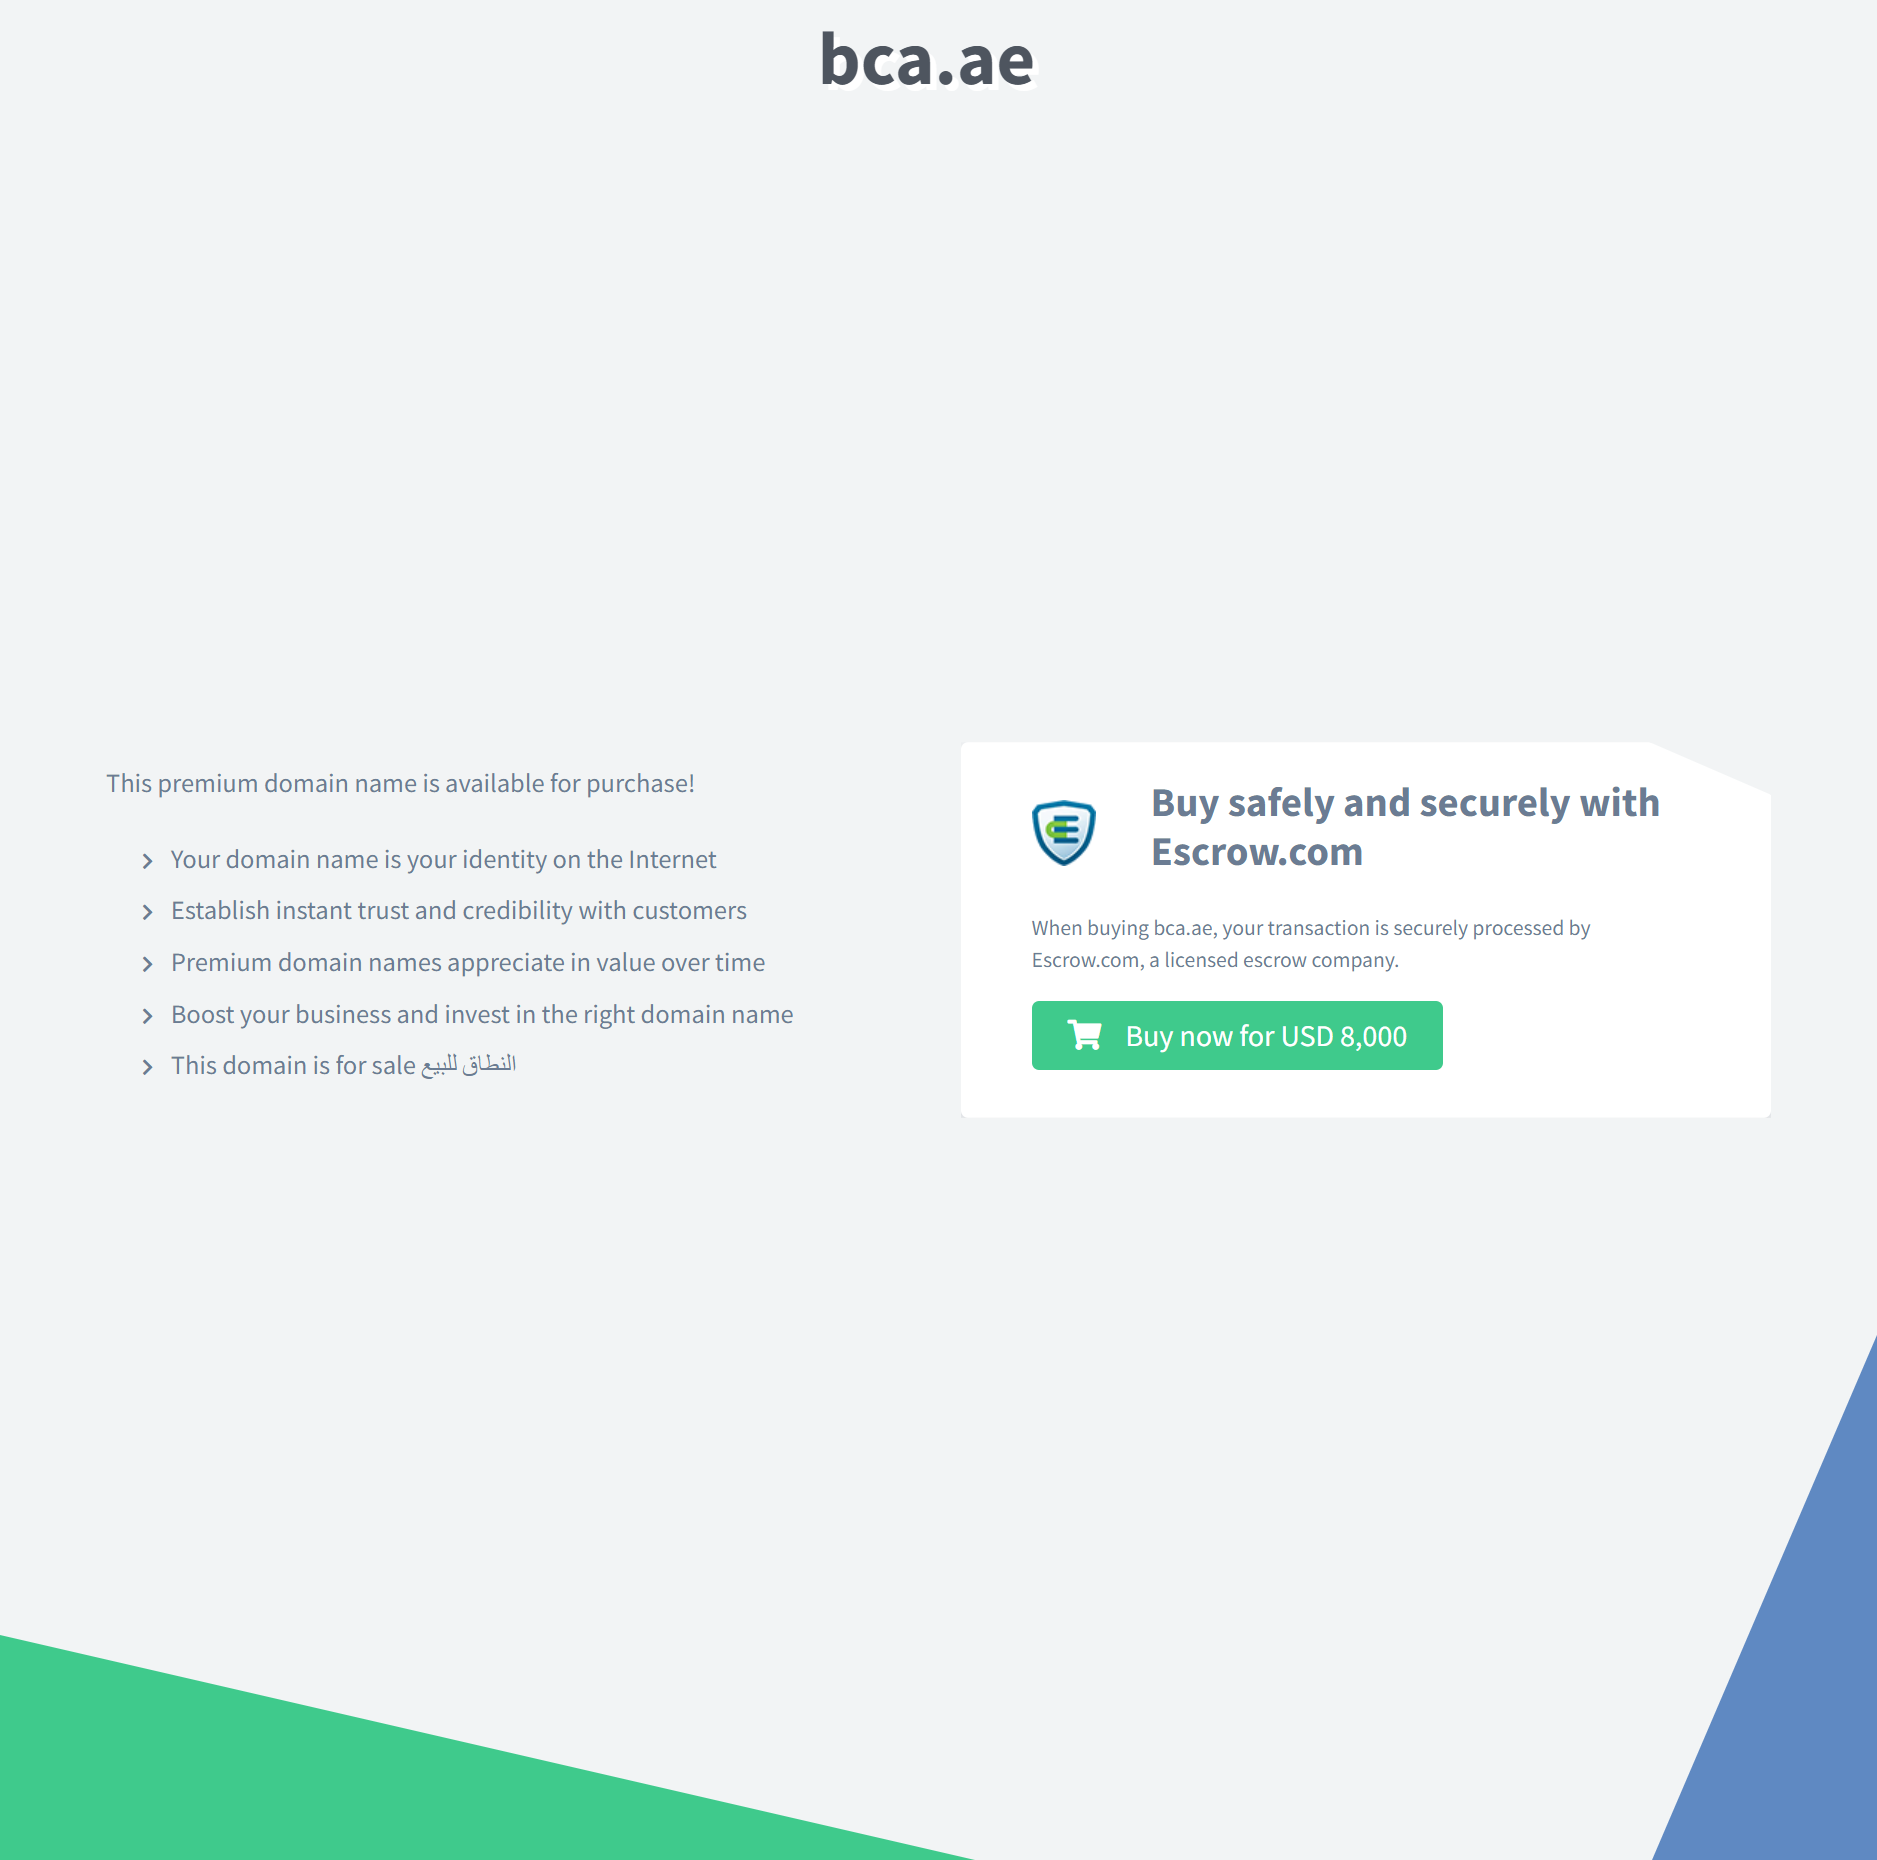 bca.ae
This premium domain name is available for purchase!
Your domain name is your identity on the Internet
Establish instant trust and credibility with customers
Premium domain names appreciate in value over time
Boost your business and invest in the right domain name
This domain is for sale النطاق للبيع
Buy safely and securely with
Escrow.com
When buying bca.ae, your transaction is securely processed by
Escrow.com, a licensed escrow company.
Buy now for USD 8,000